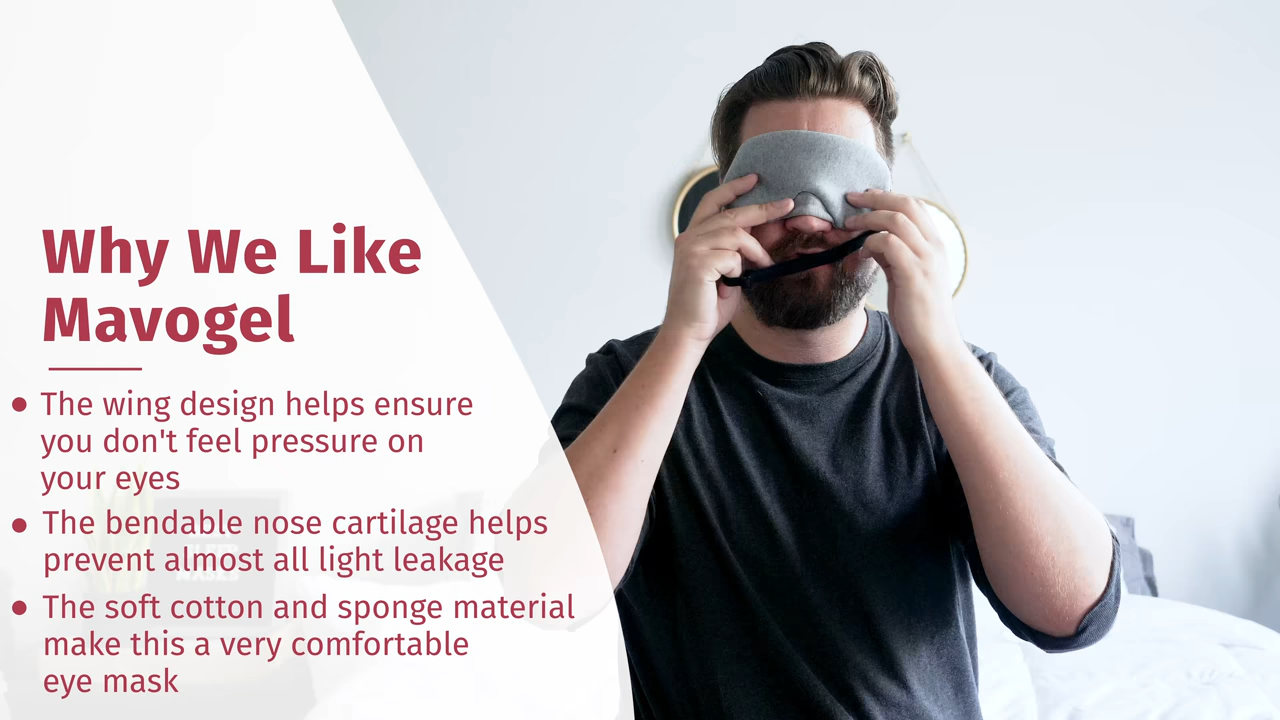 Why We Like
Mavogel
• The wing design helps ensure
you don't feel pressure on
your eyes
• The bendable nose cartilage helps
prevent almost all light leakage
• The soft cotton and sponge material
make this a very comfortable
eye mask